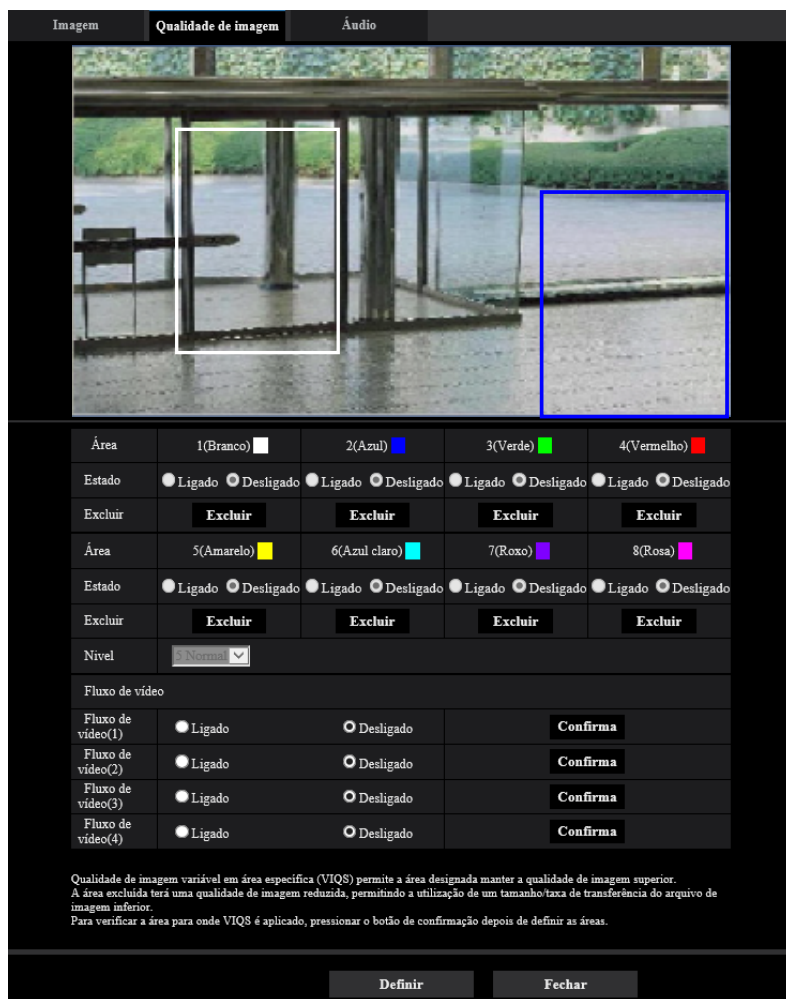 Imagem Qualidade de imagem Áudio
Área 1(Branco) 2(Azul) 3(Verde) 4(Vermelho)
Estado Ligado Desligado Ligado Desligado Ligado Desligado Ligado Desligado
Excluir Excluir Excluir Excluir Excluir
Área 5(Amarelo) 6(Azul claro) 7(Roxo) 8(Rosa)
Estado Ligado Desligado Ligado Desligado Ligado Desligado Ligado Desligado
Excluir Excluir Excluir Excluir Excluir
Nivel 5 Normal
Fluxo de vídeo
Fluxo de
vídeo(1) Ligado Desligado Confirma
Fluxo de
vídeo(2) Ligado Desligado Confirma
Fluxo de
vídeo(3) Ligado Desligado Confirma
Fluxo de
vídeo(4) Ligado Desligado Confirma
Qualidade de imagem variável em área específica (VIQS) permite a área designada manter a qualidade de imagem superior.
A área excluída terá uma qualidade de imagem reduzida, permitindo a utilização de um tamanho/taxa de transferência do arquivo de
imagem inferior.
Para verificar a área para onde VIQS é aplicado, pressionar o botão de confirmação depois de definir as áreas.
Definir Fechar